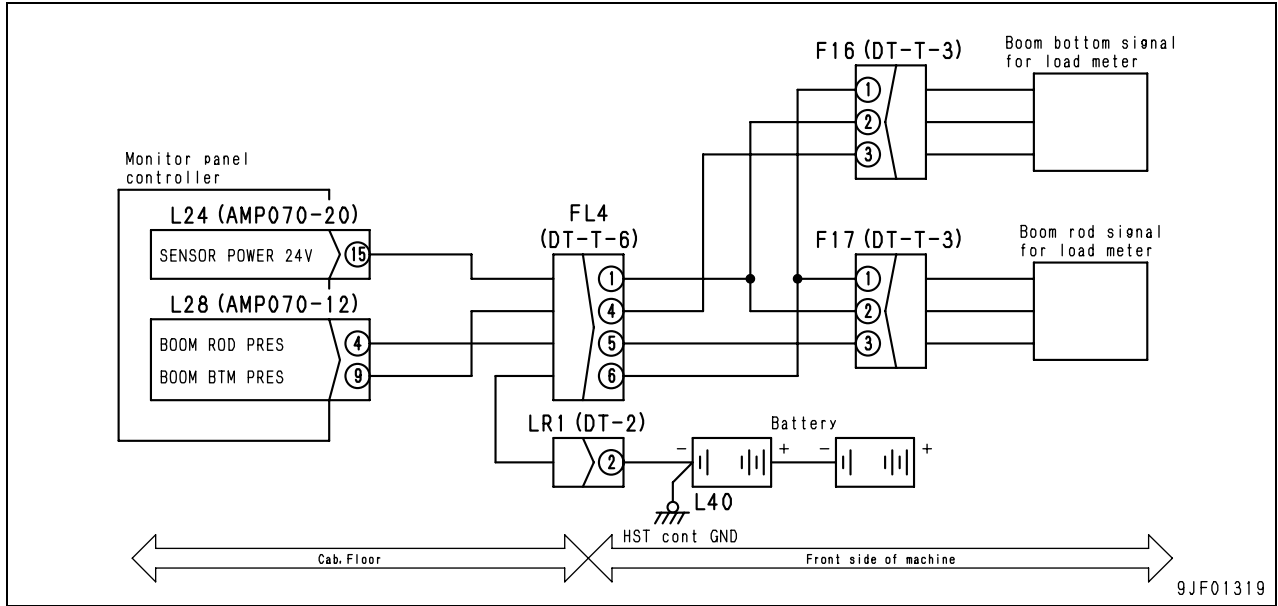 F16 (DT-T-3)
Boom bottom signal
for load meter
1
2
3
Monitor panel
controller
L24 (AMP070-20)
SENSOR POWER 24V
15
L28 (AMP070-12)
BOOM ROD PRES
4
BOOM BTM PRES
9
FL4
(DT-T-6)
1
4
5
6
F17 (DT-T-3)
Boom rod signal
for load meter
1
2
3
LR1 (DT-2)
2
Battery
- + - +
L40
HST cont GND
Cab. Floor
Front side of machine
9JF01319